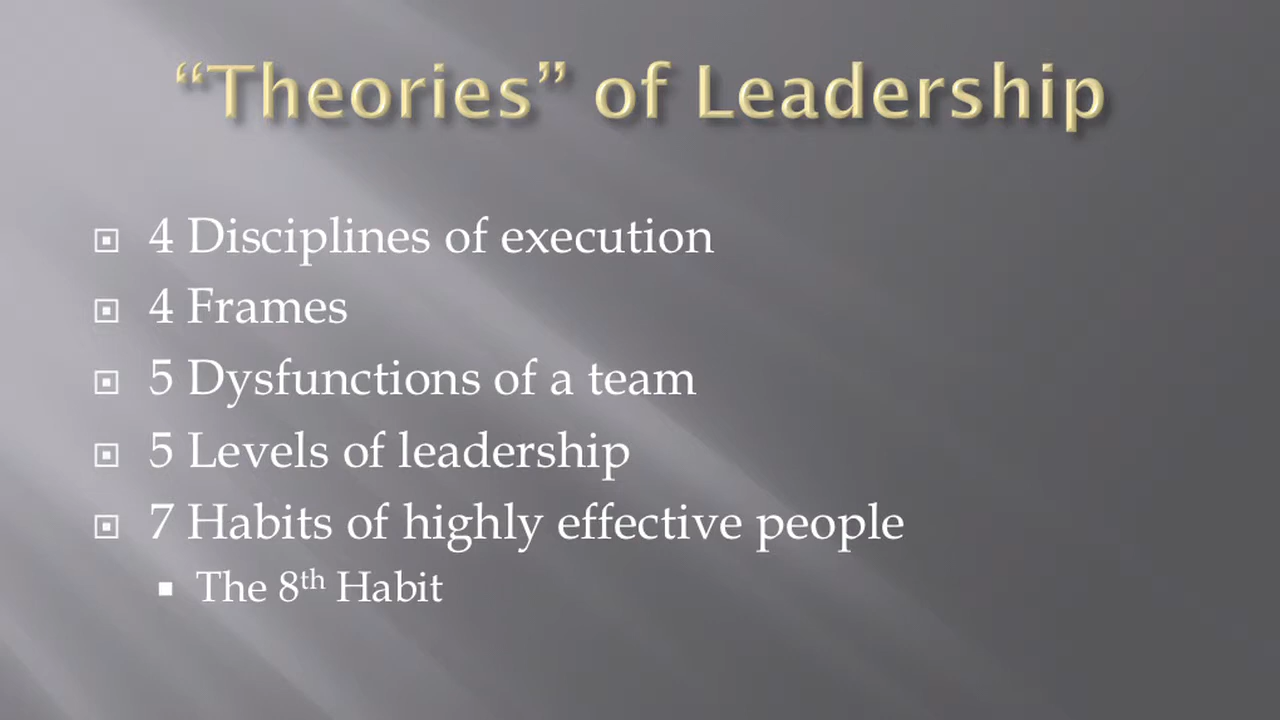 “Theories” of Leadership
4 Disciplines of execution
4 Frames
5 Dysfunctions of a team
5 Levels of leadership
7 Habits of highly effective people
The 8th Habit